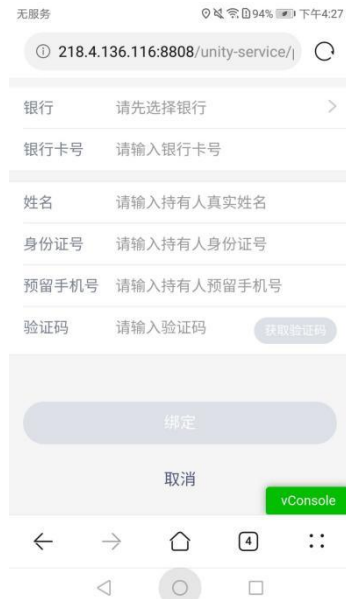 无服务 94% 下午4:27
218.4.136.116:8808/unity-service/
银行 请先选择银行
银行卡号 请输入银行卡号
姓名 请输入持有人真实姓名
身份证号 请输入持有人身份证号
预留手机号 请输入持有人预留手机号
验证码 请输入验证码 获取验证码
绑定
取消
vConsole
4